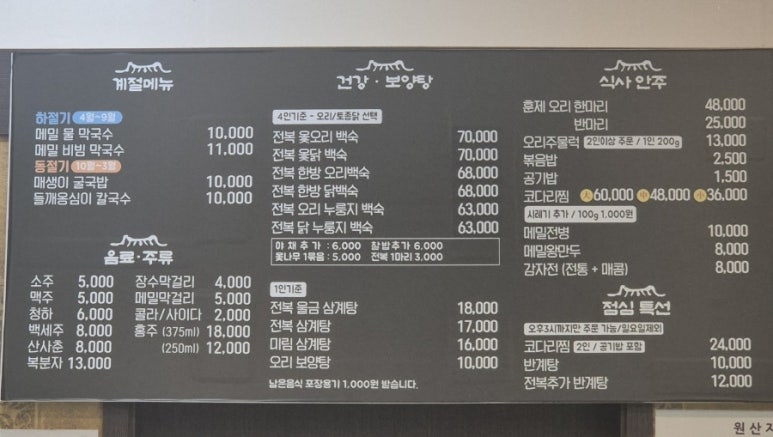 계절메뉴
하절기 4월~9월
메밀 물 막국수 10,000
메밀 비빔 막국수 11,000
동절기 10월~3월
매생이 굴국밥 10,000
들깨옹심이 칼국수 10,000
음료·주류
소주 5,000
맥주 5,000
청하 6,000
백세주 8,000
산사춘 8,000
복분자 13,000
장수막걸리 4,000
메밀막걸리 5,000
콜라/사이다 2,000
홍주 (375ml) 18,000
(250ml) 12,000
건강·보양탕
4인기준 - 오리/토종닭 선택
전복 옻오리 백숙 70,000
전복 옻닭 백숙 70,000
전복 한방 오리백숙 68,000
전복 한방 닭백숙 68,000
전복 오리 누룽지 백숙 63,000
전복 닭 누룽지 백숙 63,000
야채추가 : 6,000 찰밥추가 6,000
옻나무 1묶음 : 5,000 전복 1마리 3,000
1인기준
전복 울금 삼계탕 18,000
전복 삼계탕 17,000
미림 삼계탕 16,000
오리 보양탕 10,000
남은음식 포장용기 1,000원 받습니다.
식사 안주
훈제 오리 한마리 48,000
반마리 25,000
오리주물럭 2인이상 주문 / 1인 200g 13,000
볶음밥 2,500
공기밥 1,500
코다리찜 大 60,000 中 48,000 小 36,000
시래기 추가 / 100g 1,000원
메밀전병 10,000
메밀왕만두 8,000
감자전 (전통 + 매콤) 8,000
점심 특선
오후3시까지만 주문 가능/일요일제외
코다리찜 2인 / 공기밥 포함 24,000
반계탕 10,000
전복추가 반계탕 12,000
원산지